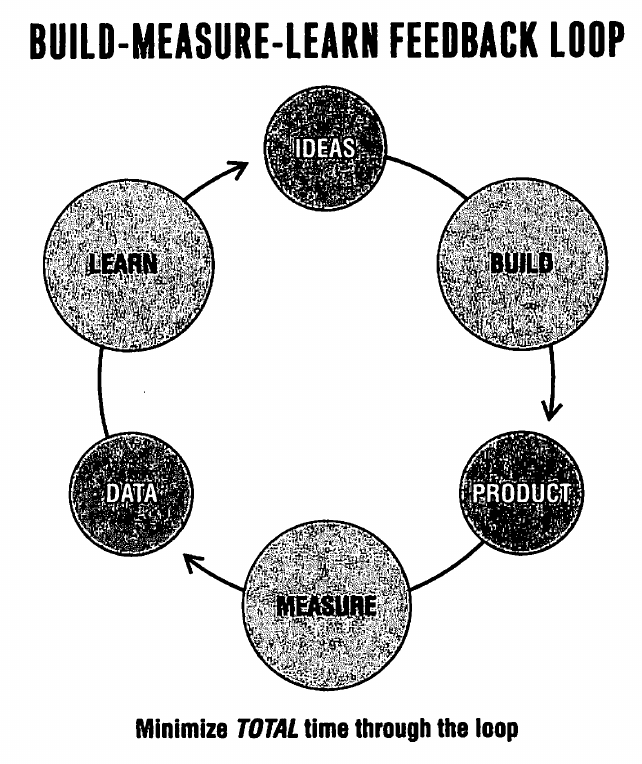 BUILD-MEASURE-LEARN FEEDBACK LOOP
IDEAS
BUILD
PRODUCT
MEASURE
DATA
LEARN
Minimize TOTAL time through the loop